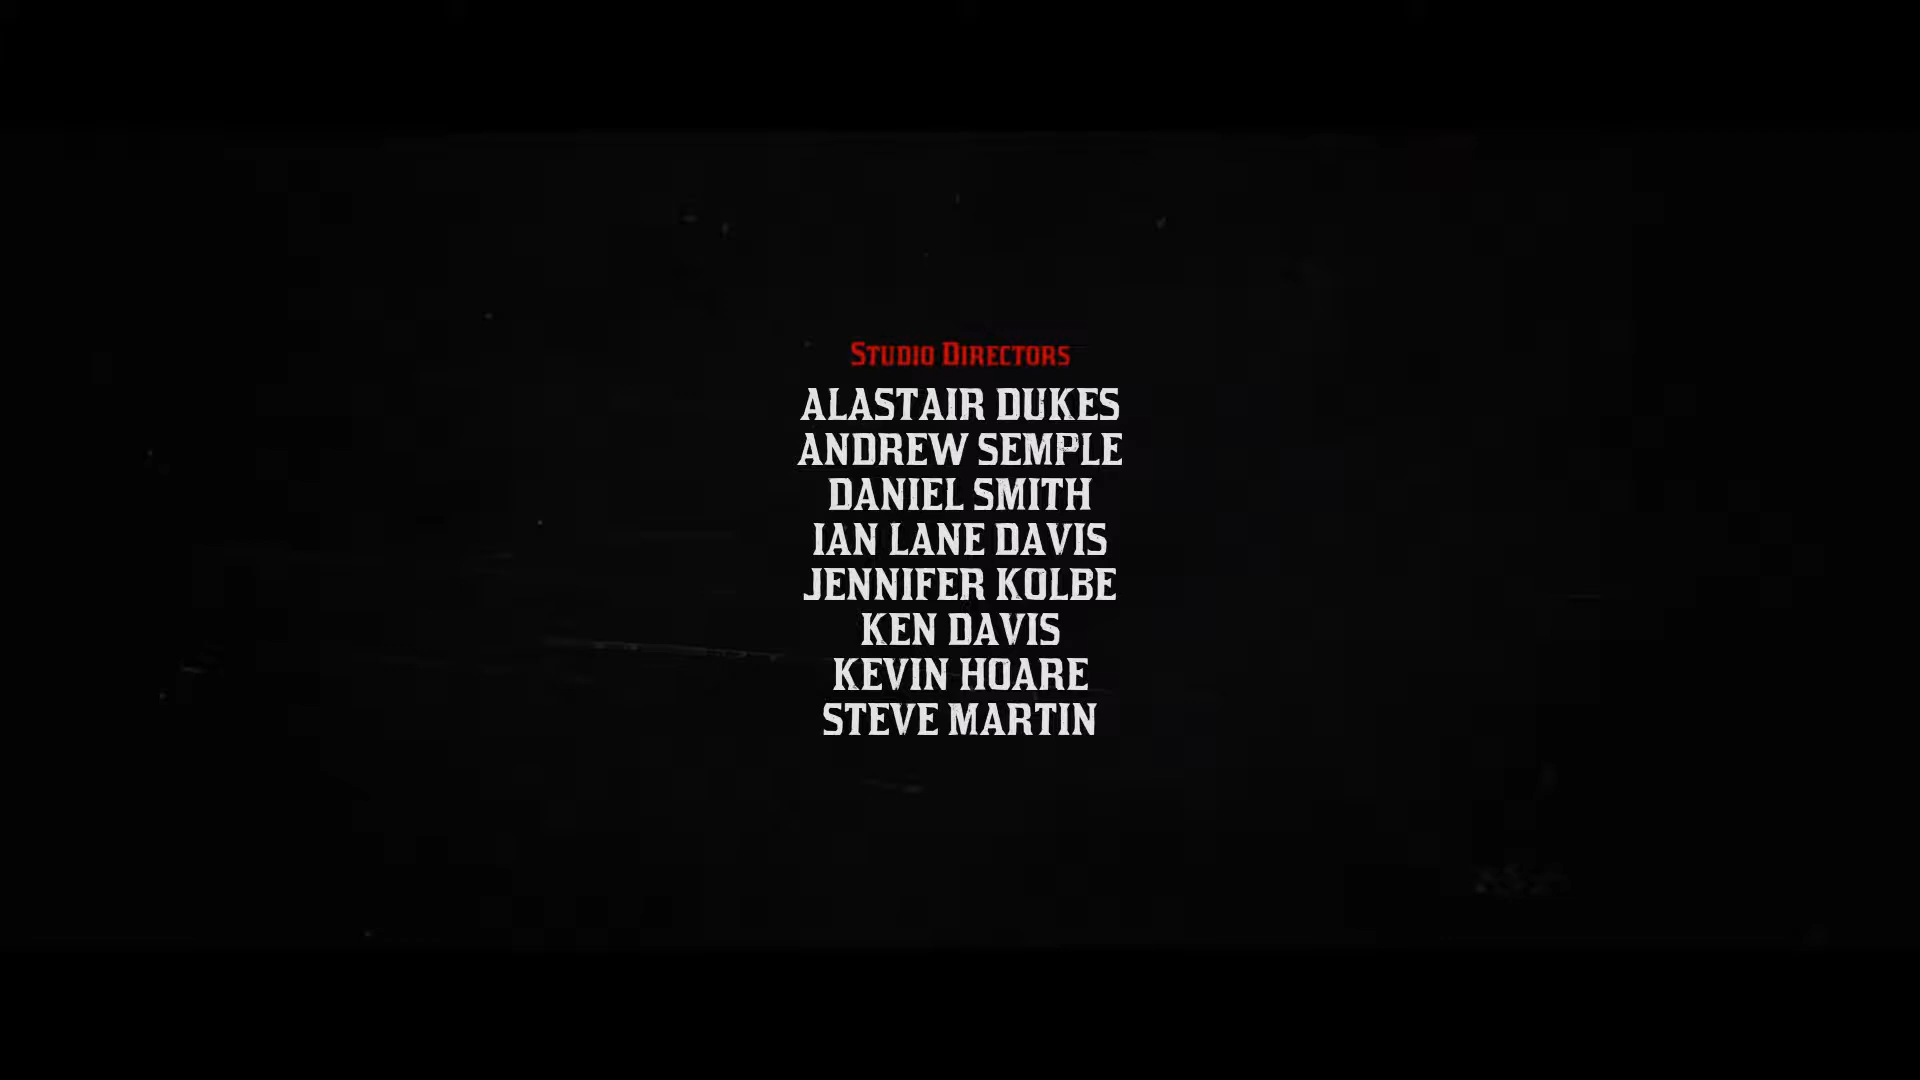 Studio Directors
ALASTAIR DUKES
ANDREW SEMPLE
DANIEL SMITH
IAN LANE DAVIS
JENNIFER KOLBE
KEN DAVIS
KEVIN HOARE
STEVE MARTIN